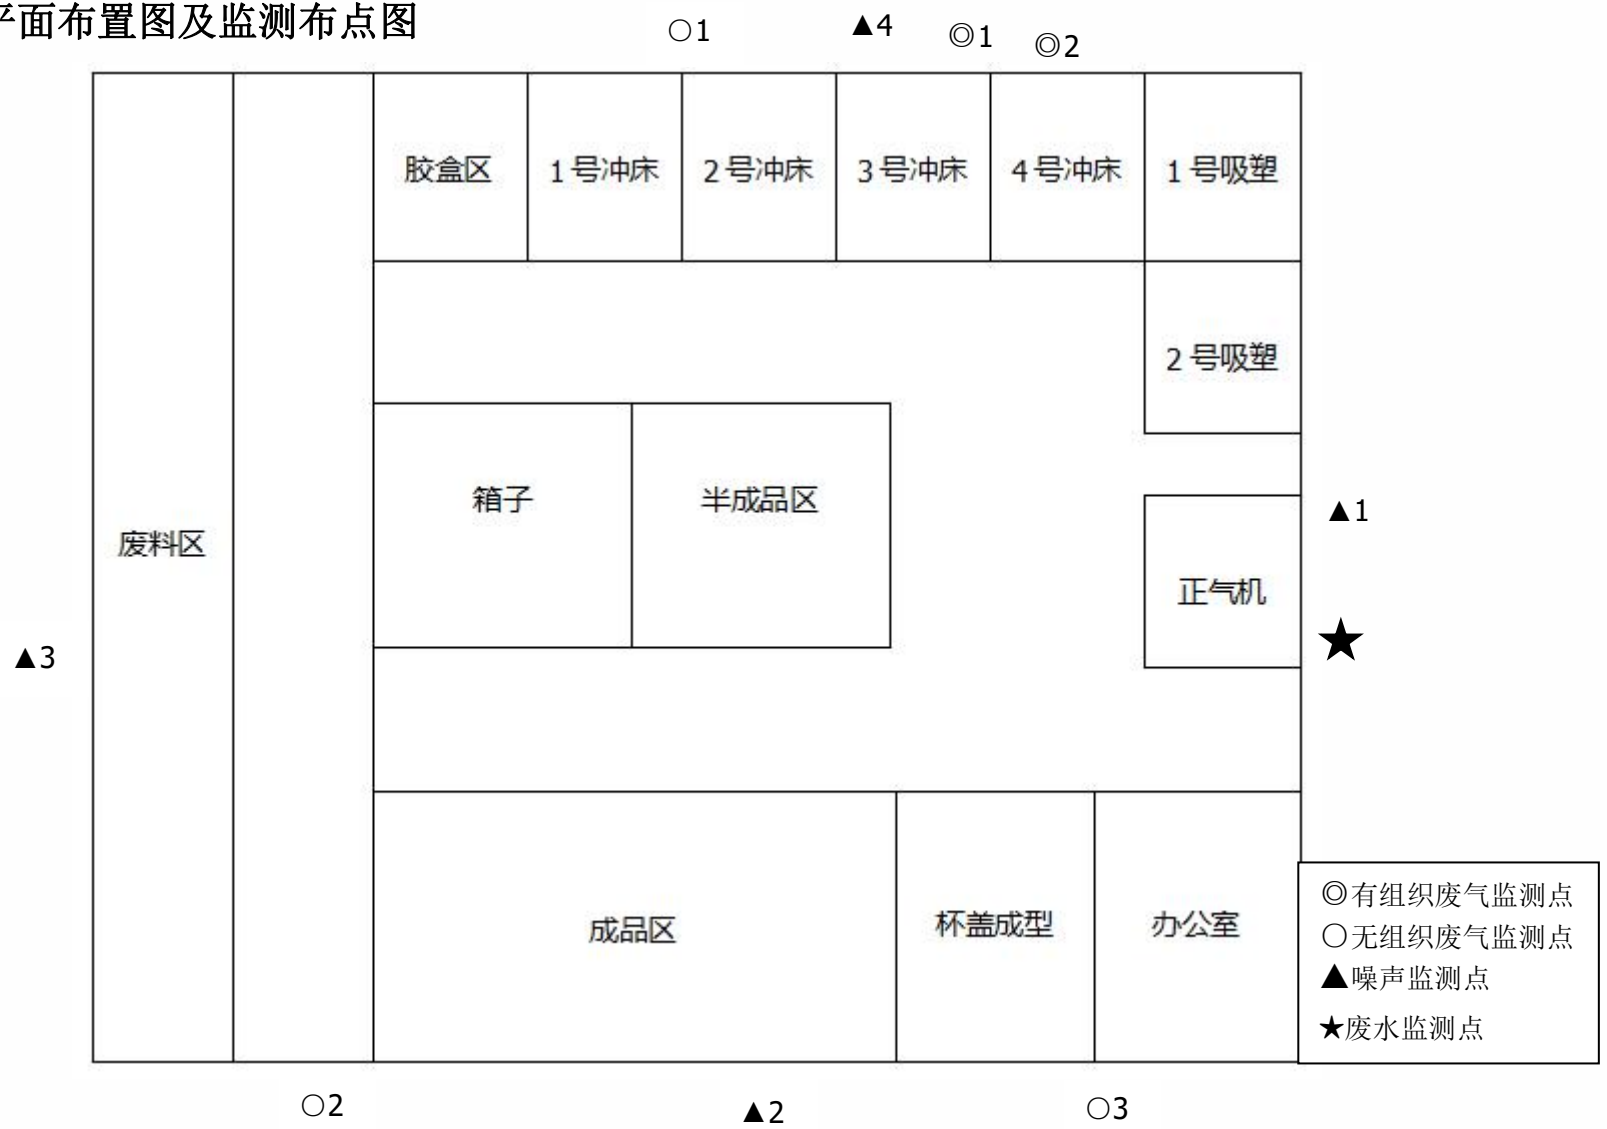 平面布置图及监测布点图
○1
▲4
◎1
◎2
胶盒区
1号冲床
2号冲床
3号冲床
4号冲床
1号吸塑
2号吸塑
箱子
半成品区
▲1
废料区
正气机
★
▲3
成品区
杯盖成型
办公室
◎有组织废气监测点
○无组织废气监测点
▲噪声监测点
★废水监测点
○2
▲2
○3